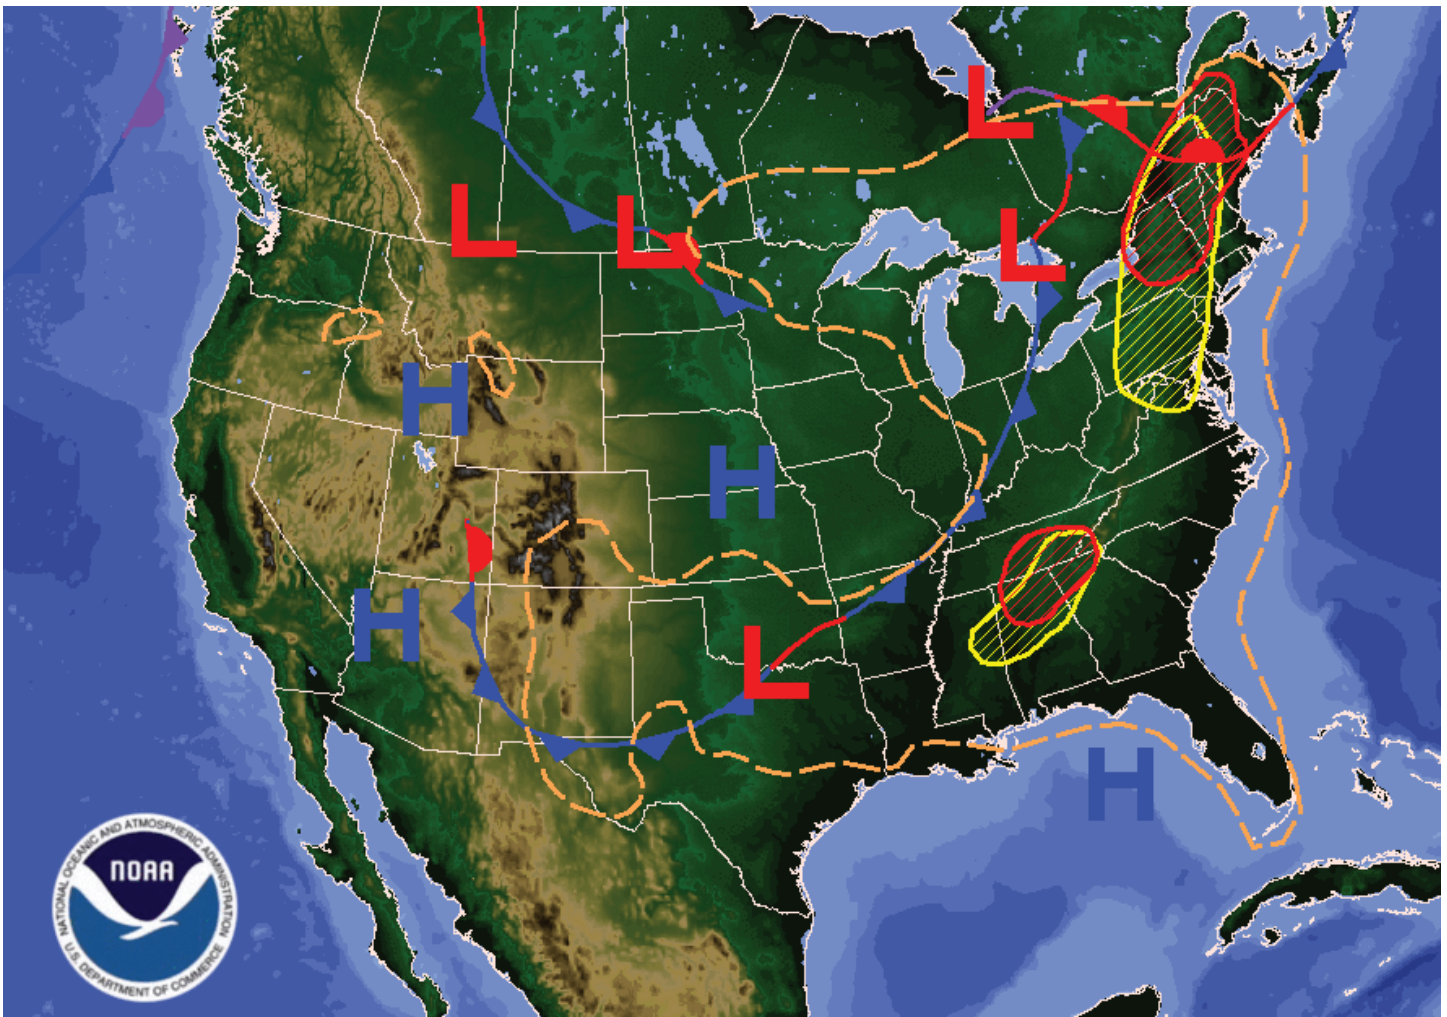 L
L
L
L
H
H
H
L
H
NOAA
NATIONAL OCEANIC AND ATMOSPHERIC ADMINISTRATION
U.S. DEPARTMENT OF COMMERCE